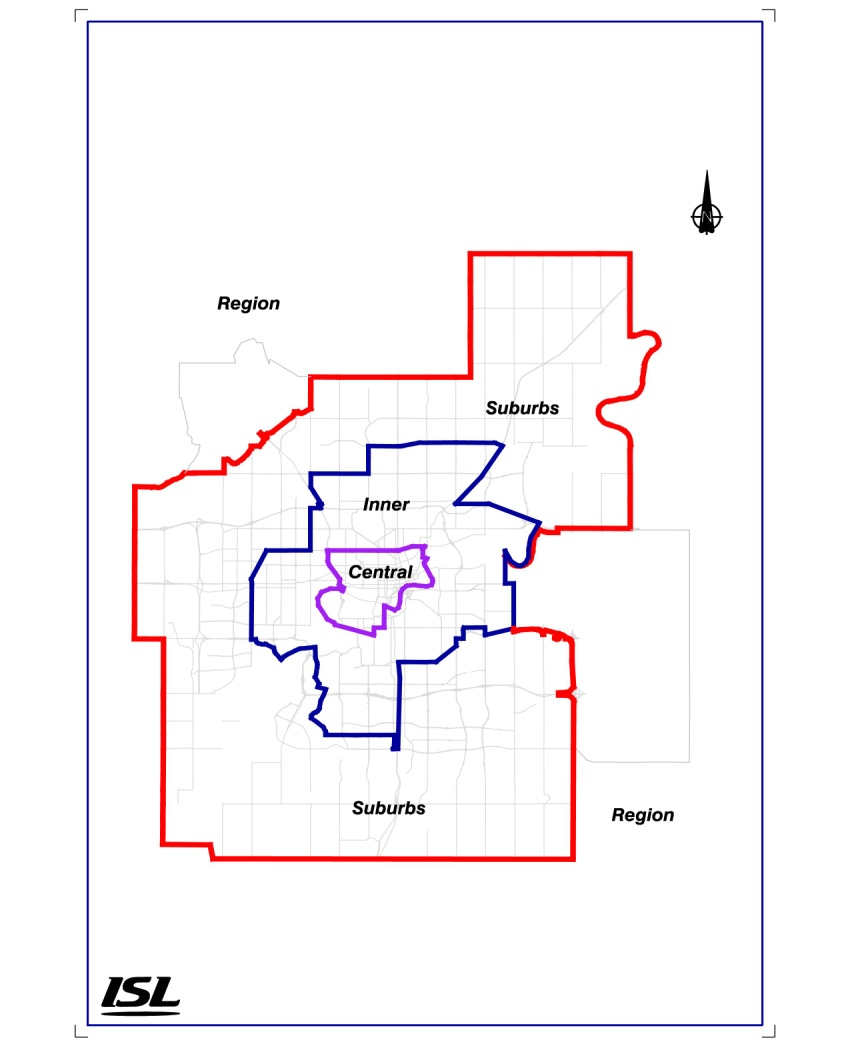 N
Region
Suburbs
Inner
Central
Suburbs
Region
ISL